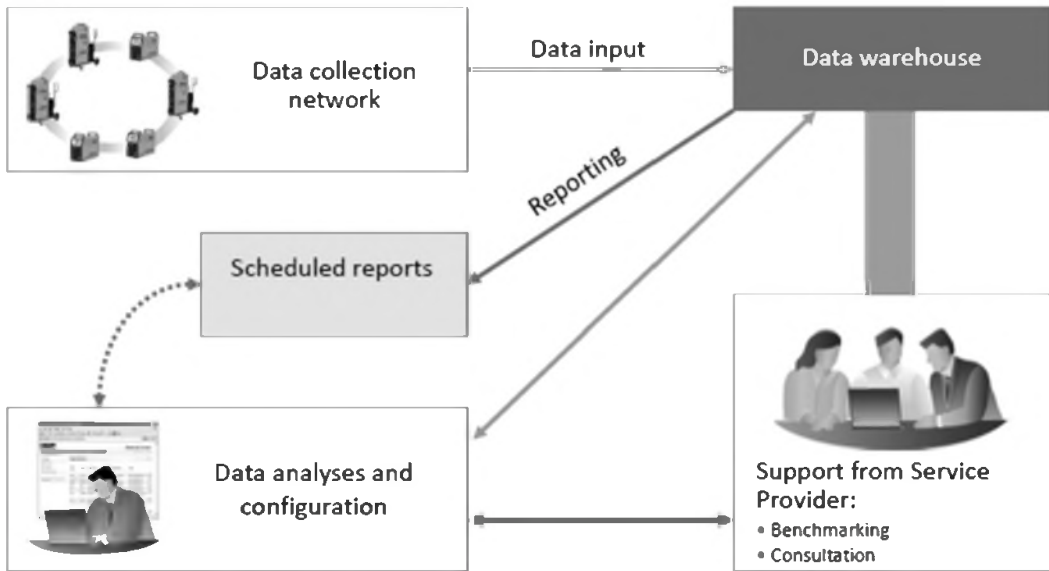 Data collection
network
Data input
Data warehouse
Reporting
Scheduled reports
Data analyses and
configuration
Support from Service
Provider:
• Benchmarking
• Consultation